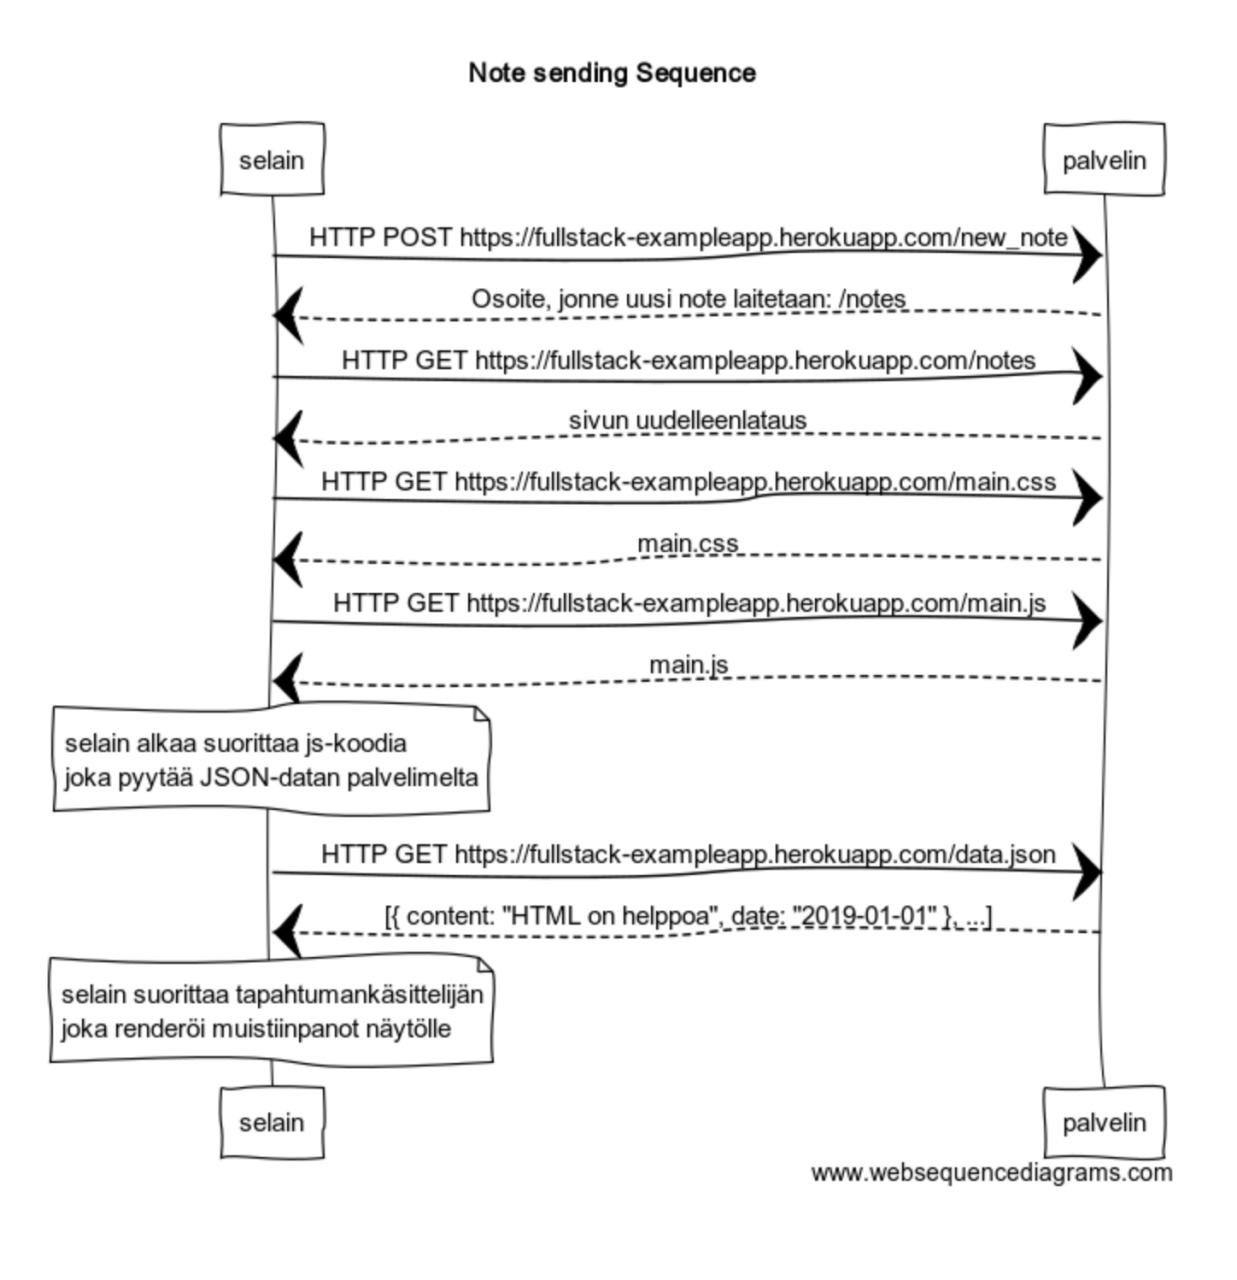 Note sending Sequence
selain
palvelin
HTTP POST https://fullstack-exampleapp.herokuapp.com/new_note
Osoite, jonne uusi note laitetaan: /notes
HTTP GET https://fullstack-exampleapp.herokuapp.com/notes
sivun uudelleenlataus
HTTP GET https://fullstack-exampleapp.herokuapp.com/main.css
main.css
HTTP GET https://fullstack-exampleapp.herokuapp.com/main.js
main.js
selain alkaa suorittaa js-koodia
joka pyytää JSON-datan palvelimelta
HTTP GET https://fullstack-exampleapp.herokuapp.com/data.json
[{ content: "HTML on helppoa", date: "2019-01-01" }, ...]
selain suorittaa tapahtumankäsittelijän
joka renderöi muistiinpanot näytölle
selain
palvelin
www.websequencediagrams.com